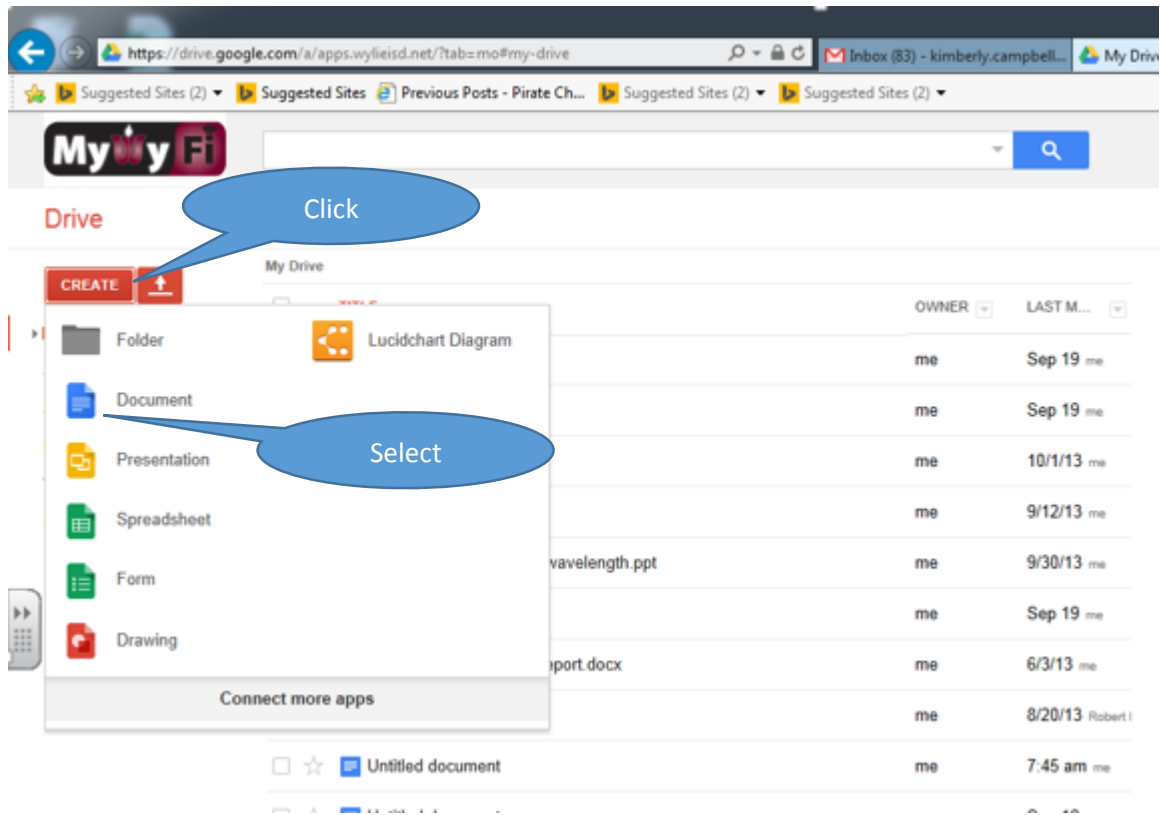 https://drive.google.com/a/apps.wylieisd.net/?tab=mo#my-drive
Inbox (83) - kimberly.campbell...
My Drive
Suggested Sites (2)
Suggested Sites
Previous Posts - Pirate Ch...
Suggested Sites (2)
Suggested Sites (2)
MyWyFi
Click
Drive
My Drive
CREATE
TITLE
OWNER
LAST M...
Folder
Lucidchart Diagram
me Sep 19 me
Document
me Sep 19 me
Select
Presentation
me 10/1/13 me
Spreadsheet
me 9/12/13 me
wavelength.ppt me 9/30/13 me
Form
me Sep 19 me
Drawing
port.docx me 6/3/13 me
Connect more apps
me 8/20/13 Robert
Untitled document me 7:45 am me